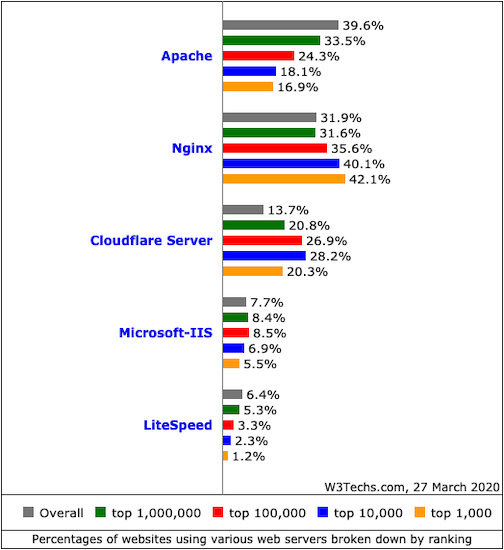 39.6%
33.5%
Apache 24.3%
18.1%
16.9%
31.9%
31.6%
Nginx 35.6%
40.1%
42.1%
13.7%
20.8%
Cloudflare Server 26.9%
28.2%
20.3%
7.7%
8.4%
Microsoft-IIS 8.5%
6.9%
5.5%
6.4%
5.3%
LiteSpeed 3.3%
2.3%
1.2%
W3Techs.com, 27 March 2020
Overall top 1,000,000 top 100,000 top 10,000 top 1,000
Percentages of websites using various web servers broken down by ranking